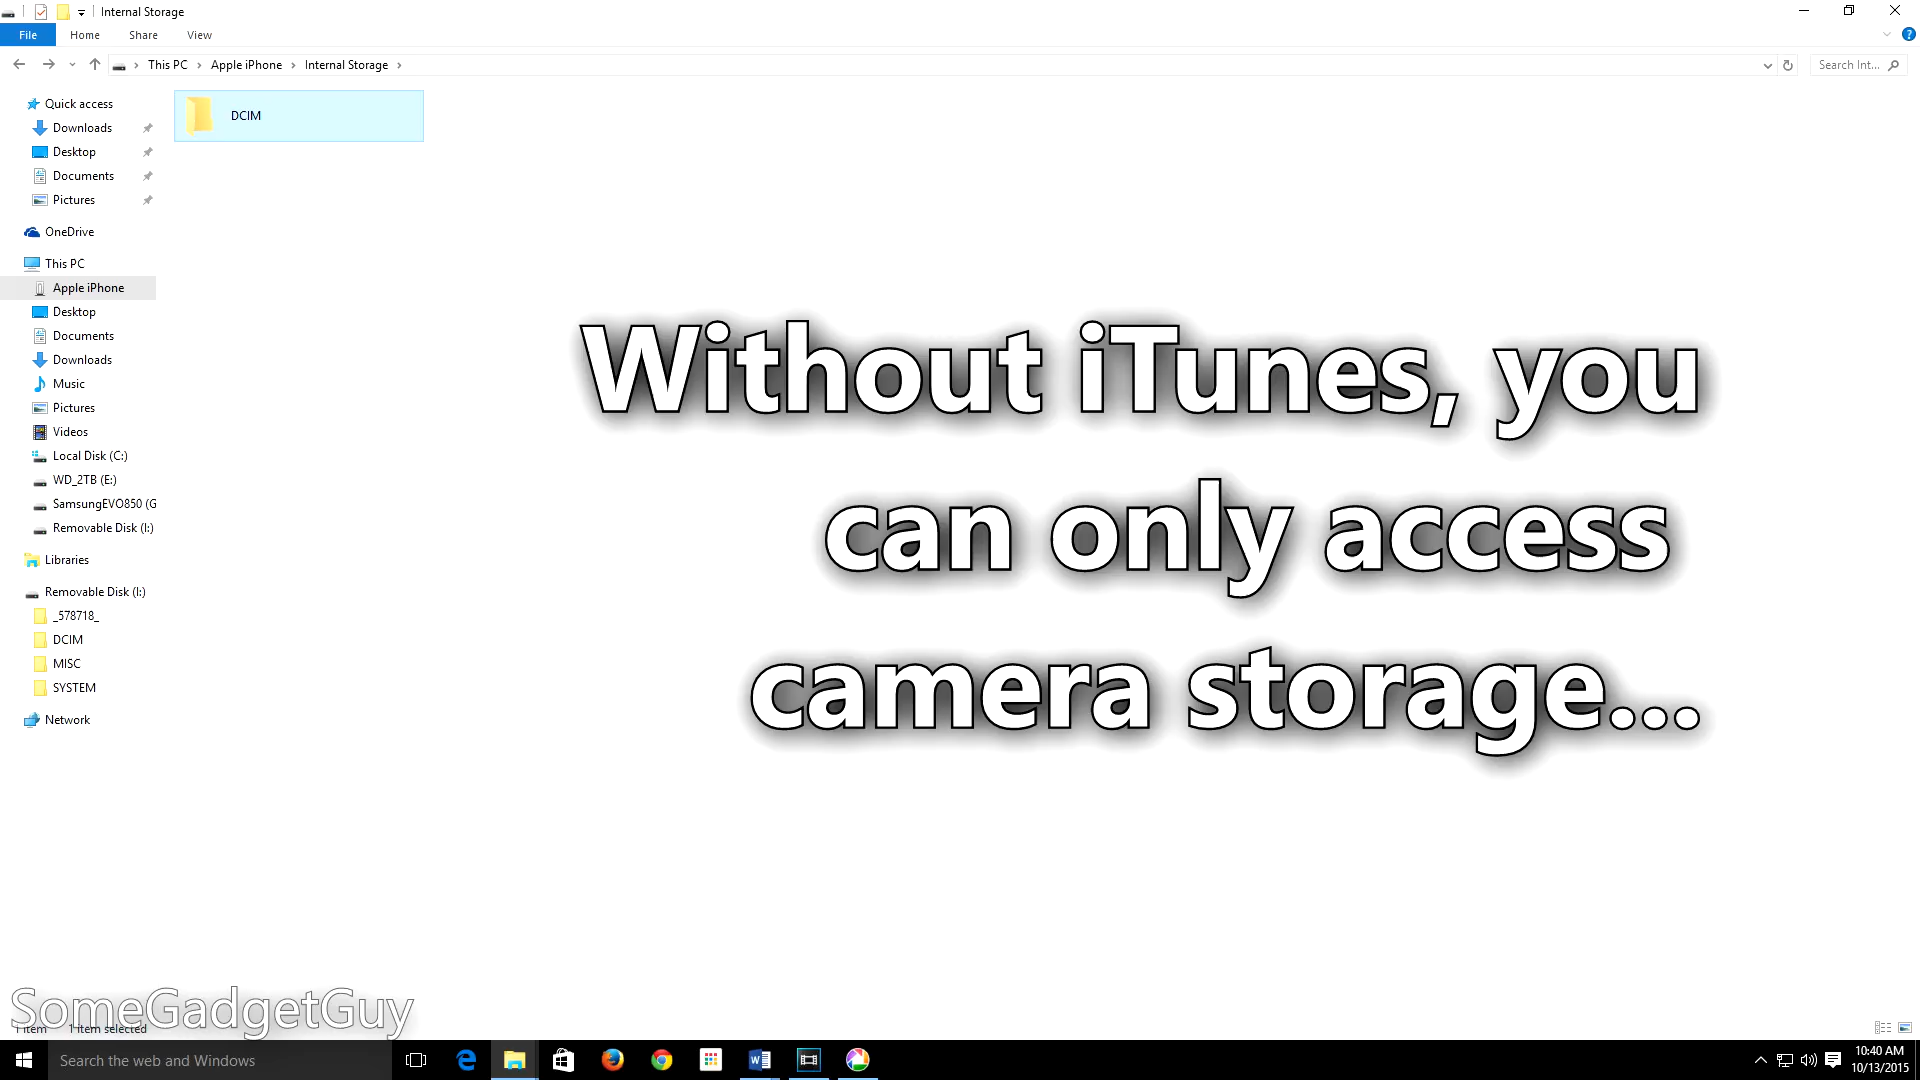 Internal Storage
File Home Share View
This PC Apple iPhone Internal Storage
Search Int...
Quick access
DCIM
Downloads
Desktop
Documents
Pictures
OneDrive
This PC
Apple iPhone
Desktop
Documents
Downloads
Music
Pictures
Videos
Local Disk (C:)
WD_2TB (E:)
SamsungEVO850 (G
Removable Disk (I:)
Libraries
Removable Disk (I:)
_578718_
DCIM
MISC
SYSTEM
Network
Without iTunes, you
can only access
camera storage...
SomeGadgetGuy
1 item 1 item selected
Search the web and Windows
10:40 AM
10/13/2015